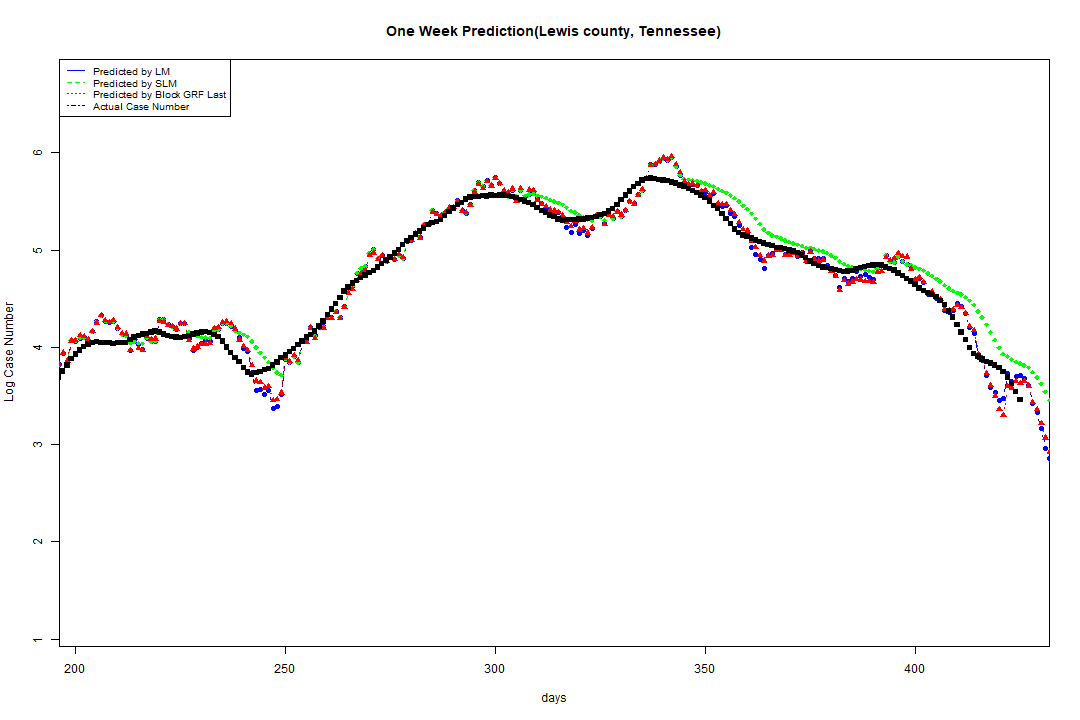 One Week Prediction(Lewis county, Tennessee)
Predicted by LM
Predicted by SLM
Predicted by Block GRF Last
Actual Case Number
Log Case Number
6
5
4
3
2
1
200 250 300 350 400
days